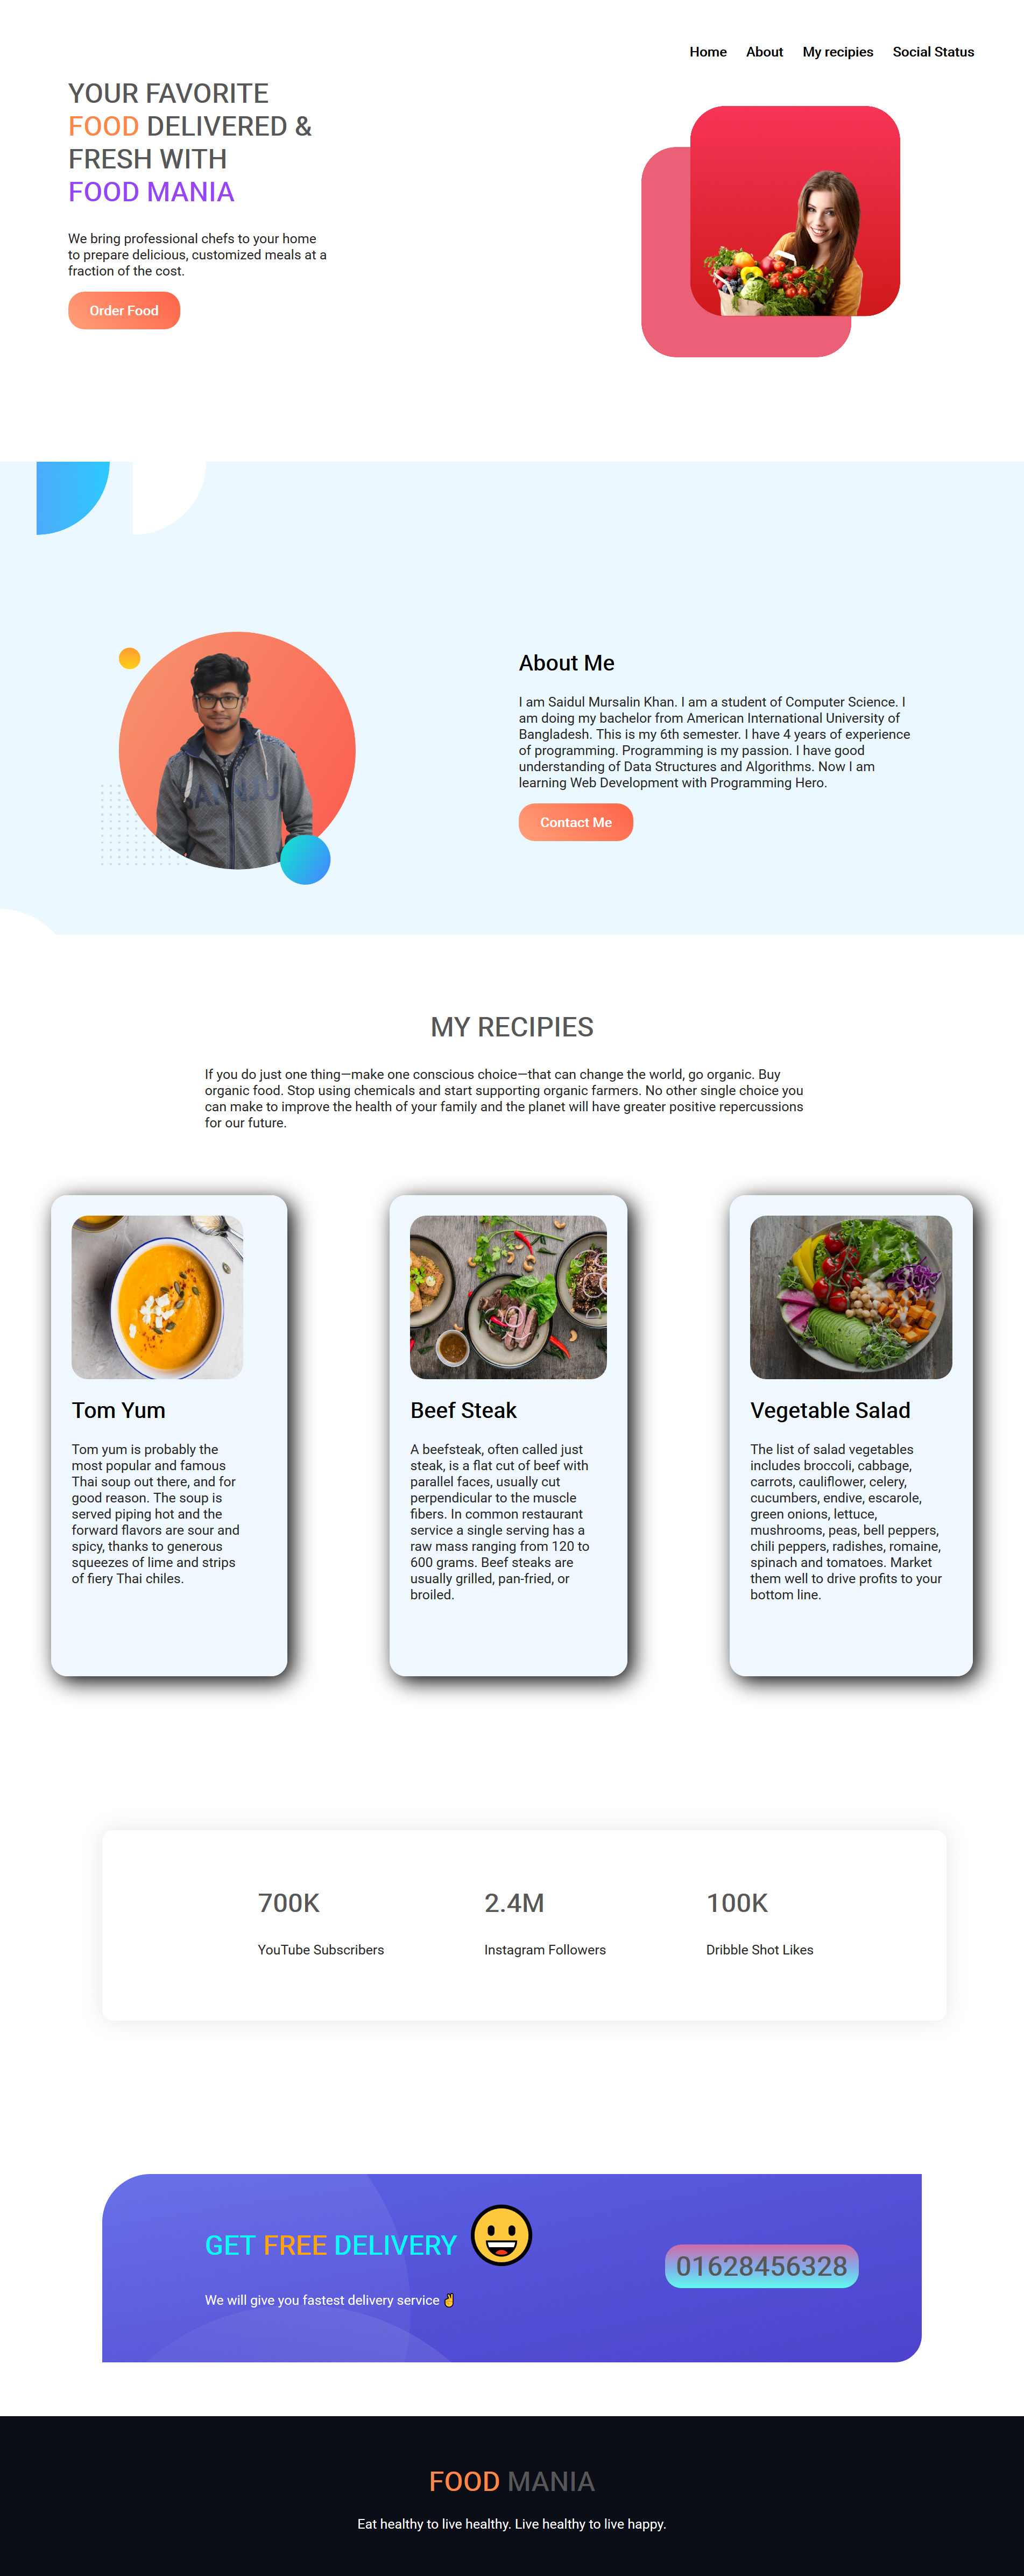 Home About My recipies Social Status
YOUR FAVORITE
FOOD DELIVERED &
FRESH WITH
FOOD MANIA
We bring professional chefs to your home
to prepare delicious, customized meals at a
fraction of the cost.
Order Food
About Me
I am Saidul Mursalin Khan. I am a student of Computer Science. I
am doing my bachelor from American International University of
Bangladesh. This is my 6th semester. I have 4 years of experience
of programming. Programming is my passion. I have good
understanding of Data Structures and Algorithms. Now I am
learning Web Development with Programming Hero.
Contact Me
MY RECIPIES
If you do just one thing—make one conscious choice—that can change the world, go organic. Buy
organic food. Stop using chemicals and start supporting organic farmers. No other single choice you
can make to improve the health of your family and the planet will have greater positive repercussions
for our future.
Tom Yum
Tom yum is probably the
most popular and famous
Thai soup out there, and for
good reason. The soup is
served piping hot and the
forward flavors are sour and
spicy, thanks to generous
squeezes of lime and strips
of fiery Thai chiles.
Beef Steak
A beefsteak, often called just
steak, is a flat cut of beef with
parallel faces, usually cut
perpendicular to the muscle
fibers. In common restaurant
service a single serving has a
raw mass ranging from 120 to
600 grams. Beef steaks are
usually grilled, pan-fried, or
broiled.
Vegetable Salad
The list of salad vegetables
includes broccoli, cabbage,
carrots, cauliflower, celery,
cucumbers, endive, escarole,
green onions, lettuce,
mushrooms, peas, bell peppers,
chili peppers, radishes, romaine,
spinach and tomatoes. Market
them well to drive profits to your
bottom line.
700K
YouTube Subscribers
2.4M
Instagram Followers
100K
Dribble Shot Likes
GET FREE DELIVERY 😃
We will give you fastest delivery service ✌
01628456328
FOOD MANIA
Eat healthy to live healthy. Live healthy to live happy.